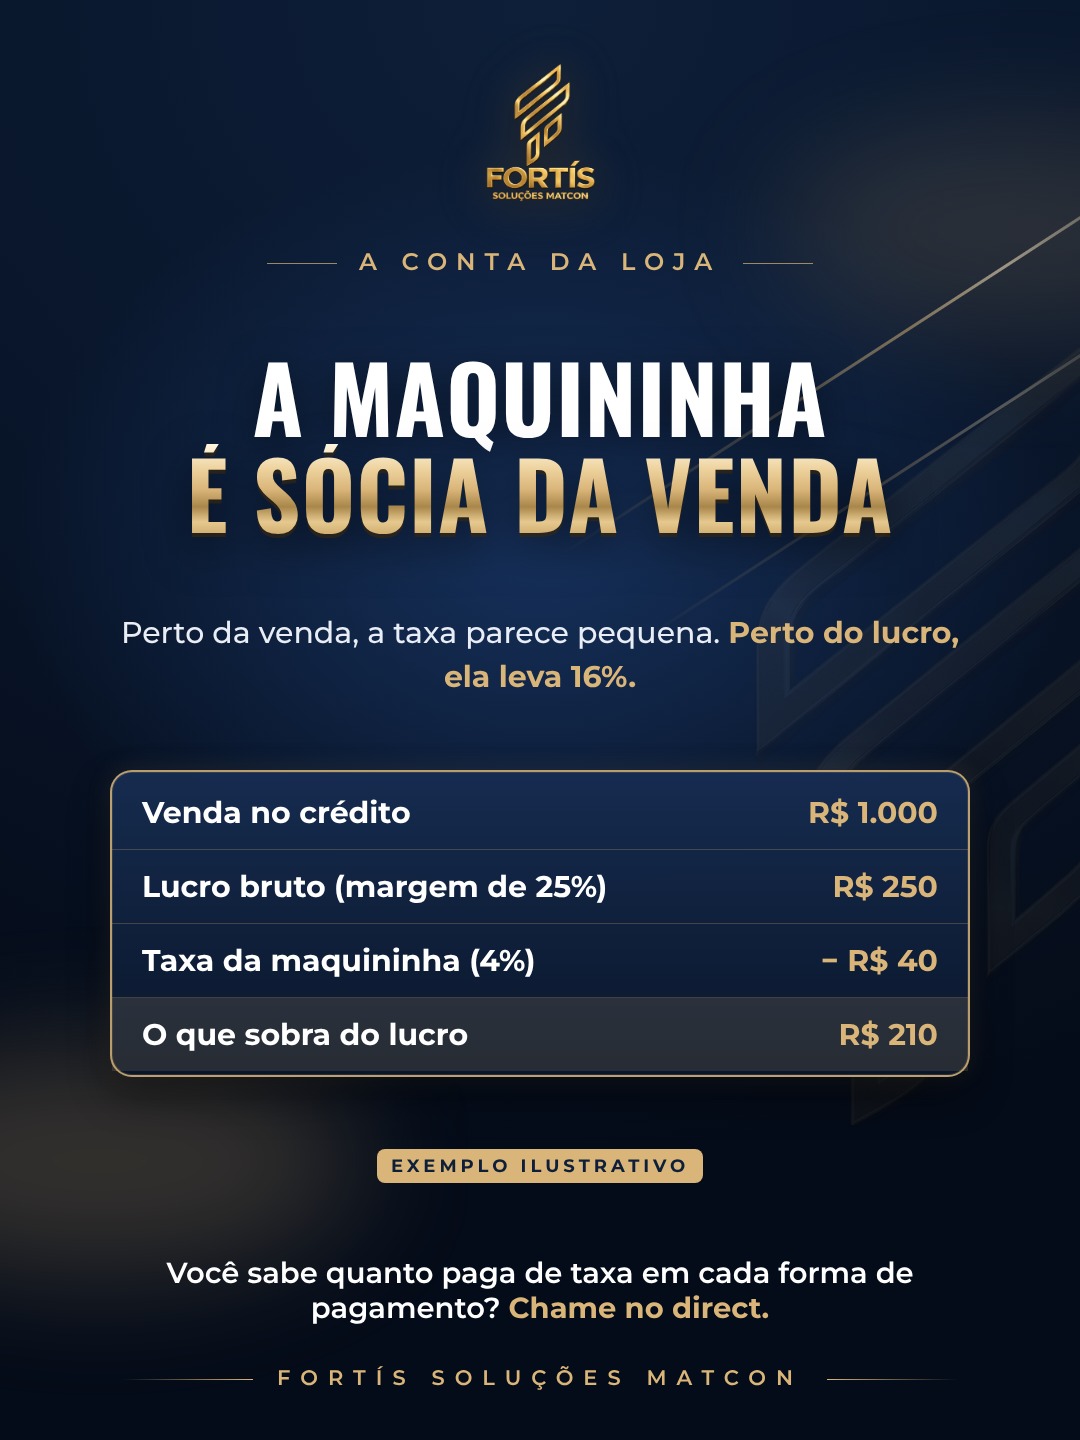 FORTÍS
SOLUÇÕES MATCON
A CONTA DA LOJA
A MAQUININHA
É SÓCIA DA VENDA
Perto da venda, a taxa parece pequena. Perto do lucro,
ela leva 16%.
Venda no crédito R$ 1.000
Lucro bruto (margem de 25%) R$ 250
Taxa da maquininha (4%) – R$ 40
O que sobra do lucro R$ 210
EXEMPLO ILUSTRATIVO
Você sabe quanto paga de taxa em cada forma de
pagamento? Chame no direct.
FORTÍS SOLUÇÕES MATCON